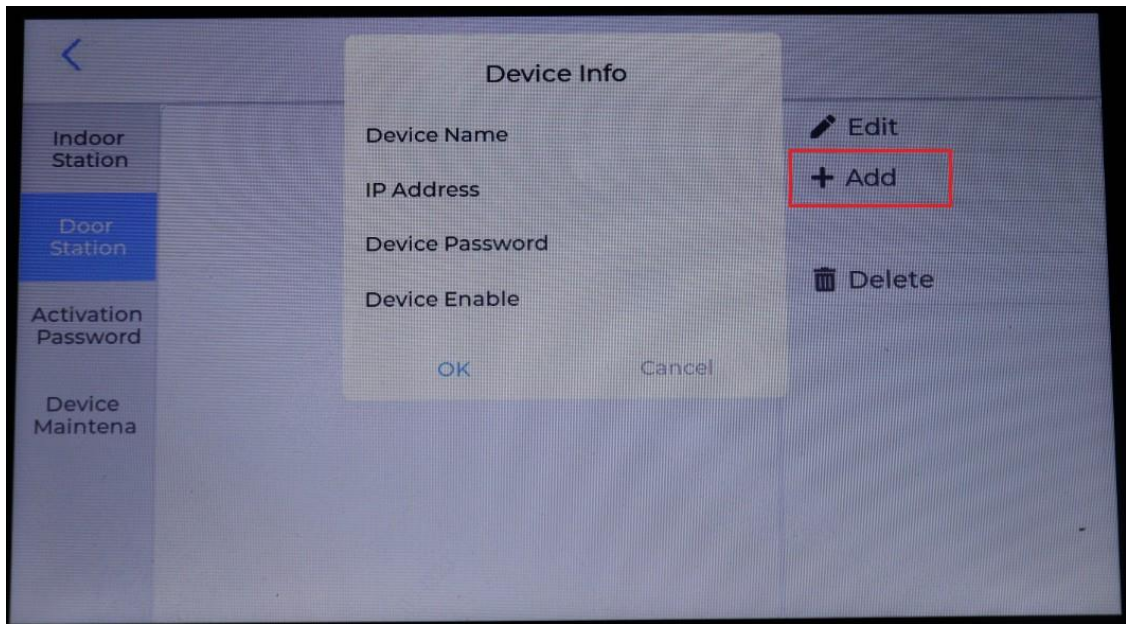 Device Info
Indoor
Station
Door
Station
Activation
Password
Device
Maintena
Device Name
IP Address
Device Password
Device Enable
OK
Cancel
Edit
Add
Delete